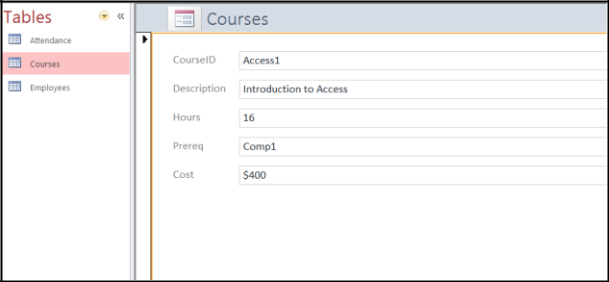 Tables «
Attendance
Courses
Employees
Courses
CourseID Access1
Description Introduction to Access
Hours 16
Prereq Comp1
Cost $400